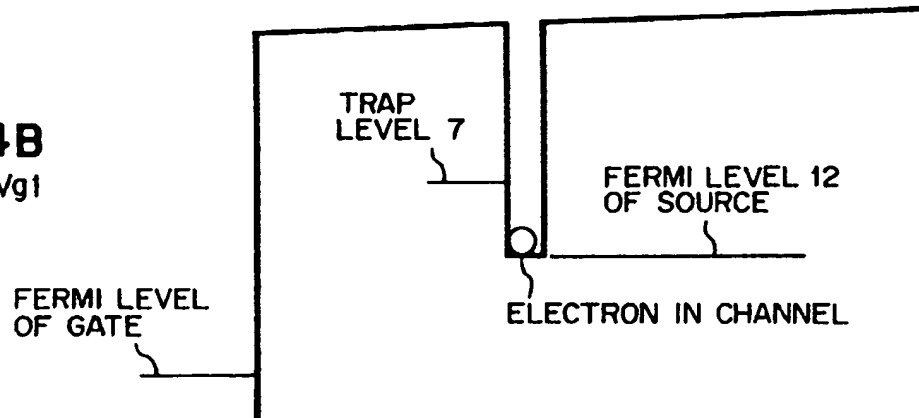 4B
Vg1
TRAP
LEVEL 7
FERMI LEVEL 12
OF SOURCE
FERMI LEVEL
OF GATE
ELECTRON IN CHANNEL